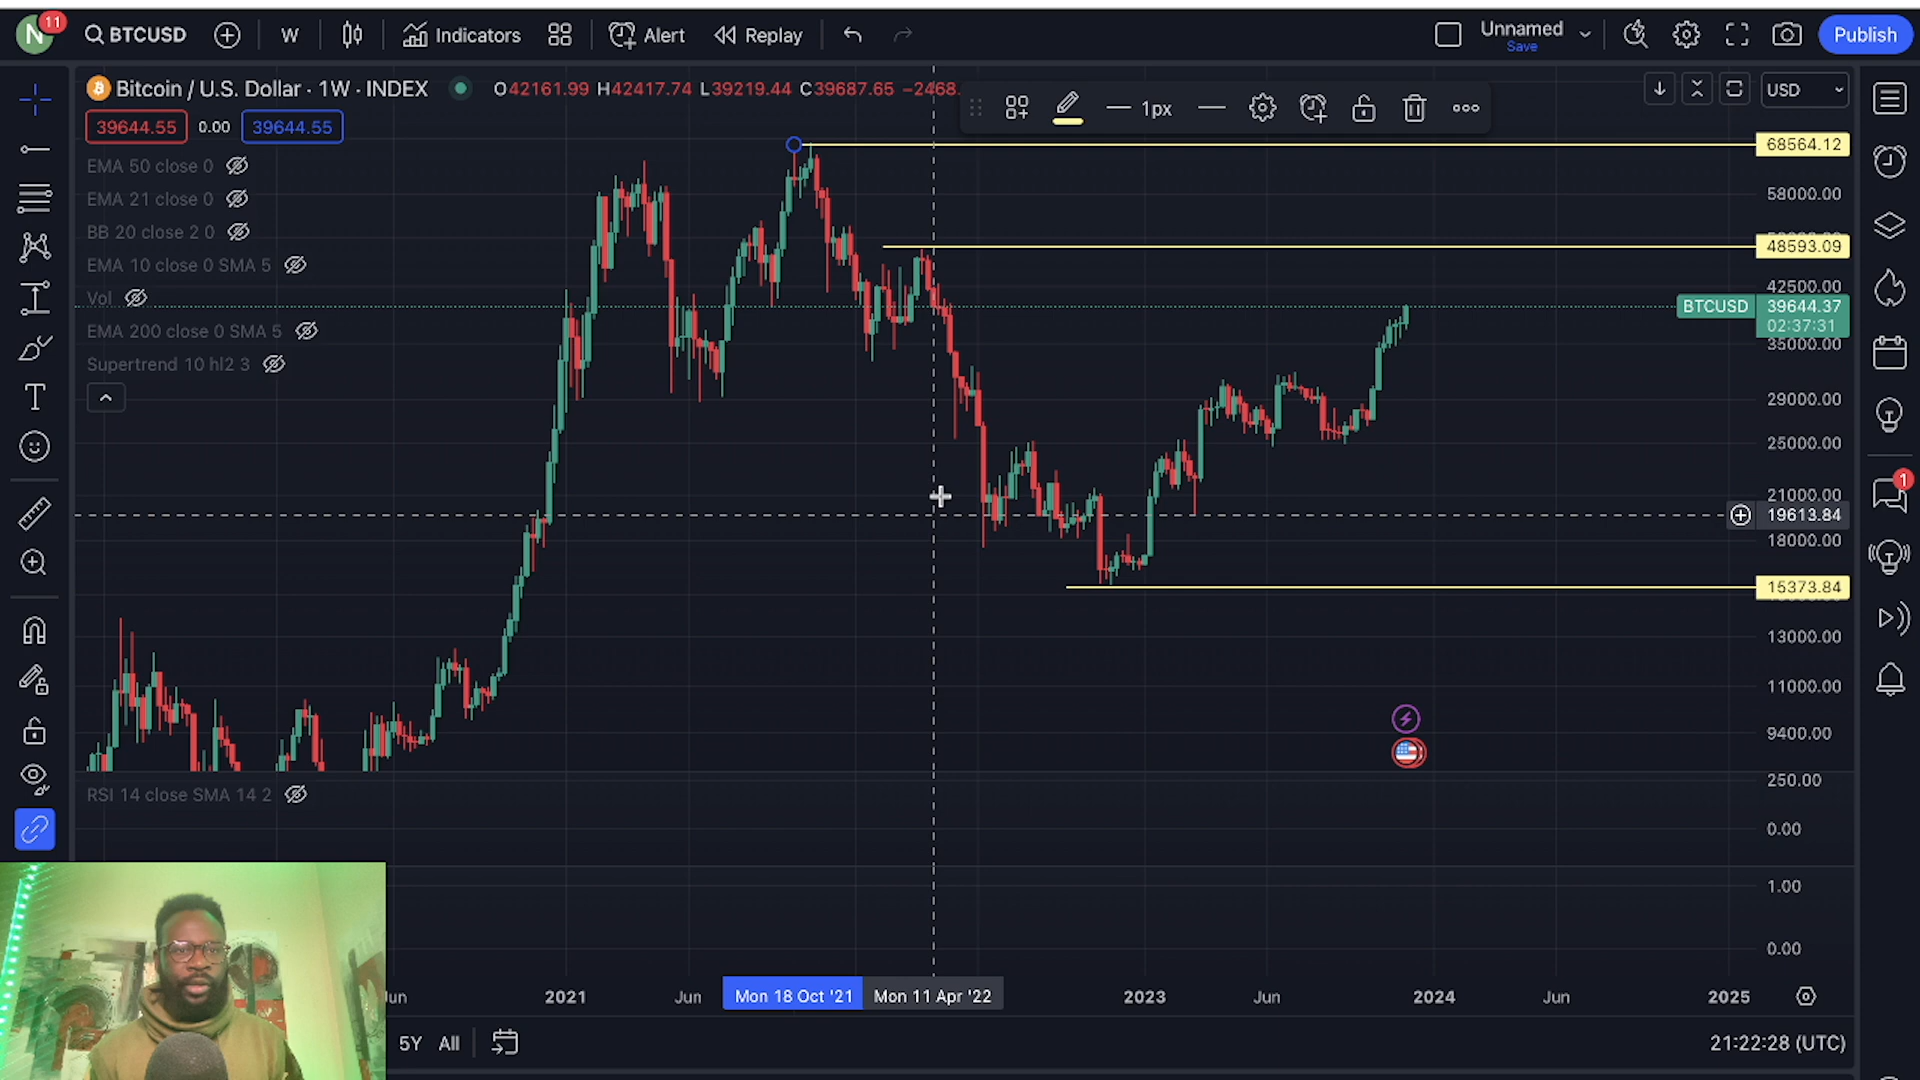 N
11
BTCUSD
W
Indicators
Alert
Replay
Unnamed
Save
Publish
Bitcoin / U.S. Dollar · 1W · INDEX
O42161.99 H42417.74 L39219.44 C39687.65 −2468.
1px
USD
39644.55 0.00 39644.55
EMA 50 close 0
EMA 21 close 0
BB 20 close 2 0
EMA 10 close 0 SMA 5
Vol
EMA 200 close 0 SMA 5
Supertrend 10 hl2 3
68564.12
58000.00
48593.09
42500.00
BTCUSD 39644.37
02:37:31
35000.00
29000.00
25000.00
21000.00
19613.84
18000.00
15373.84
13000.00
11000.00
9400.00
250.00
0.00
1.00
0.00
1
RSI 14 close SMA 14 2
2021 Jun Mon 18 Oct '21 Mon 11 Apr '22 2023 Jun 2024 Jun 2025
5Y All
21:22:28 (UTC)